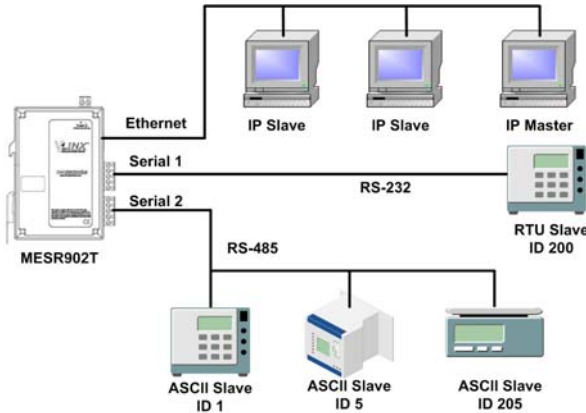 IP Slave
IP Slave
IP Master
Ethernet
Serial 1
RS-232
Serial 2
MESR902T
RTU Slave
ID 200
RS-485
ASCII Slave
ID 1
ASCII Slave
ID 5
ASCII Slave
ID 205